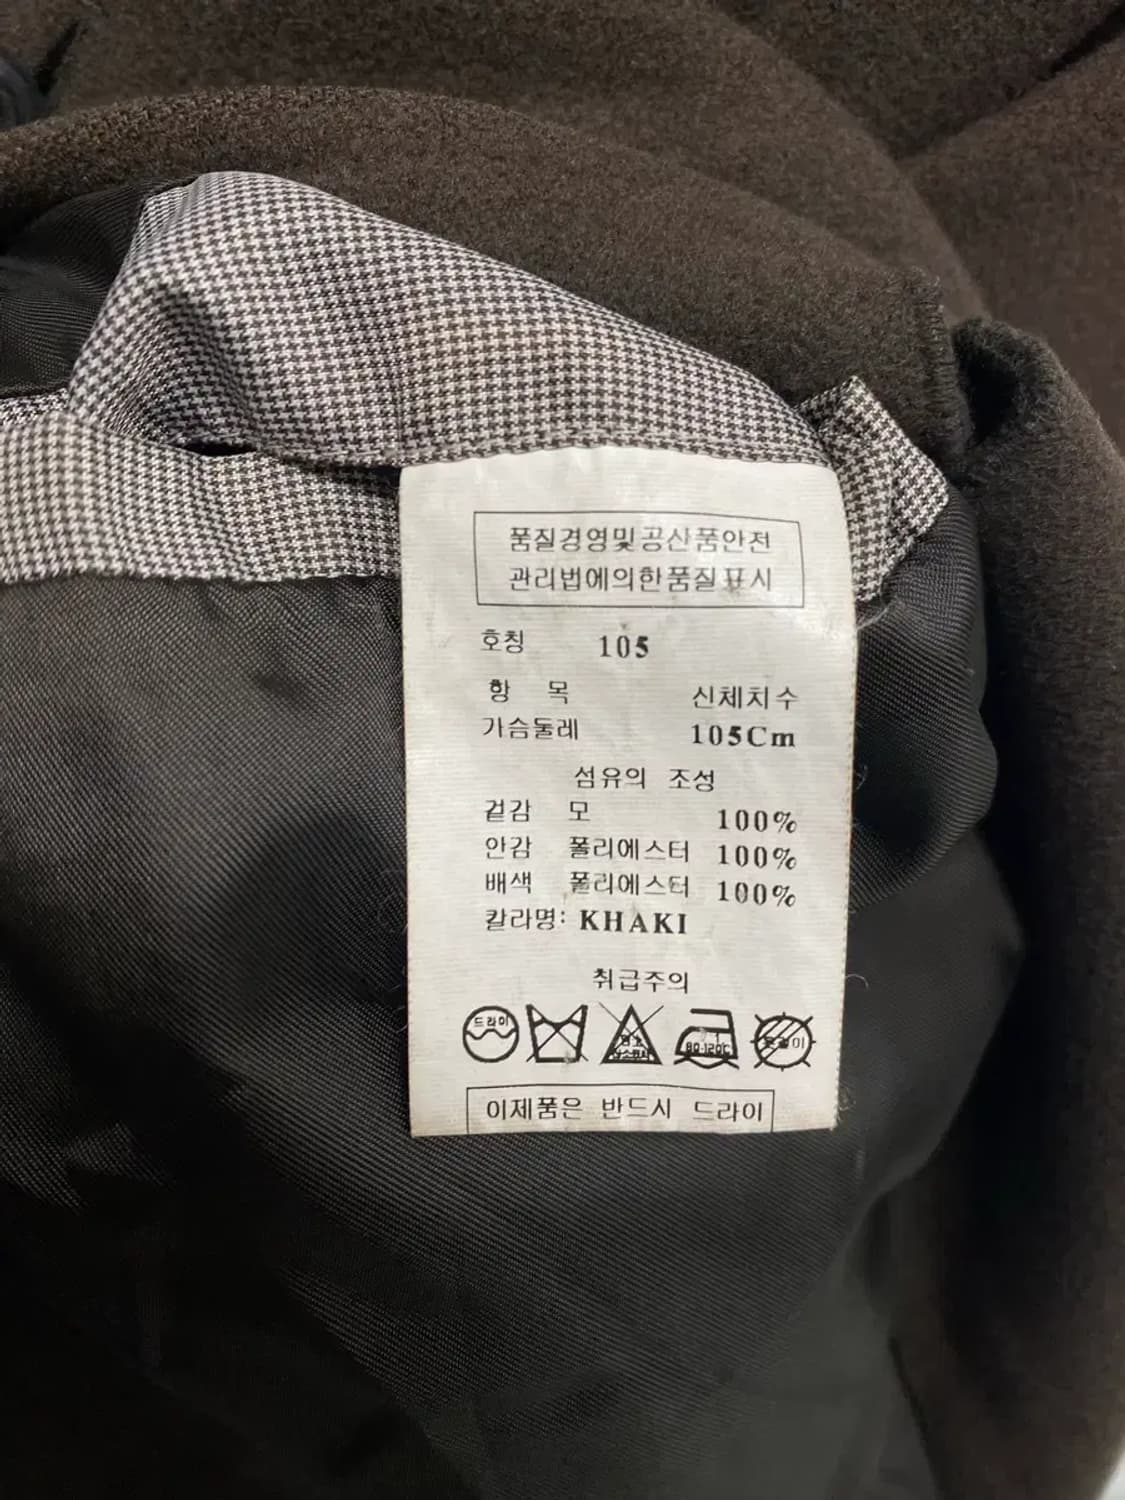 품질경영및공산품안전
관리법에의한품질표시
호칭 105
항 목 신체치수
가슴둘레 105Cm
섬유의 조성
겉감 모 100%
안감 폴리에스터 100%
배색 폴리에스터 100%
칼라명: KHAKI
취급주의
드라이 80-120℃
이제품은 반드시 드라이